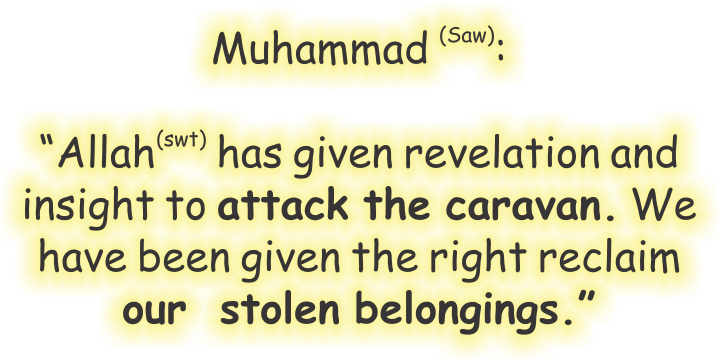 Muhammad (Saw):
“Allah(swt) has given revelation and
insight to attack the caravan. We
have been given the right reclaim
our stolen belongings.”